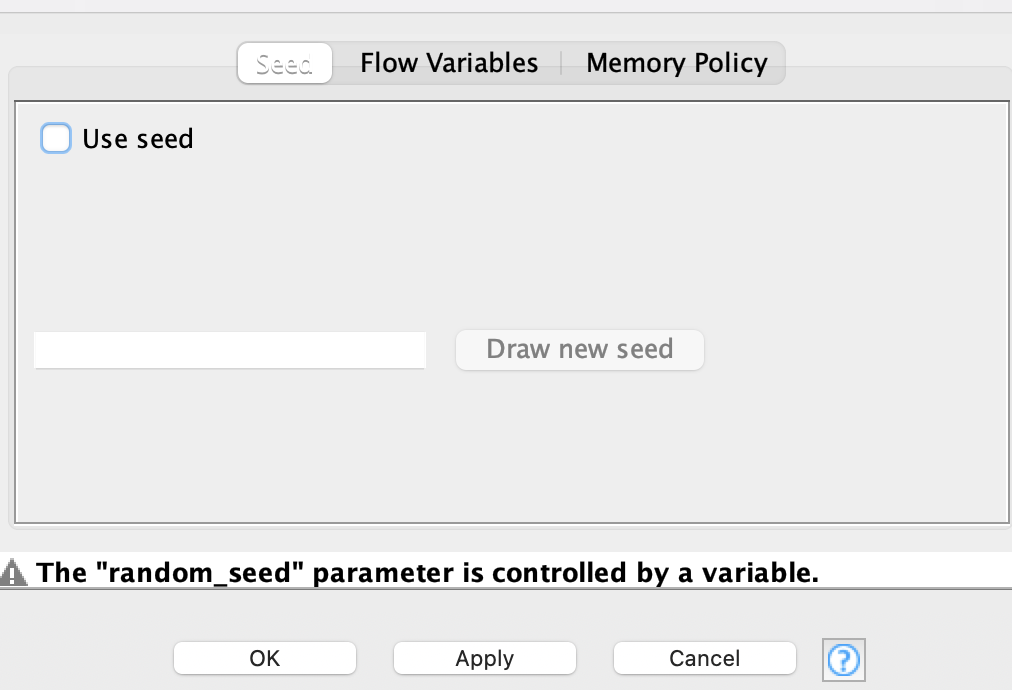 Seed Flow Variables Memory Policy
Use seed
Draw new seed
The "random_seed" parameter is controlled by a variable.
OK Apply Cancel ?